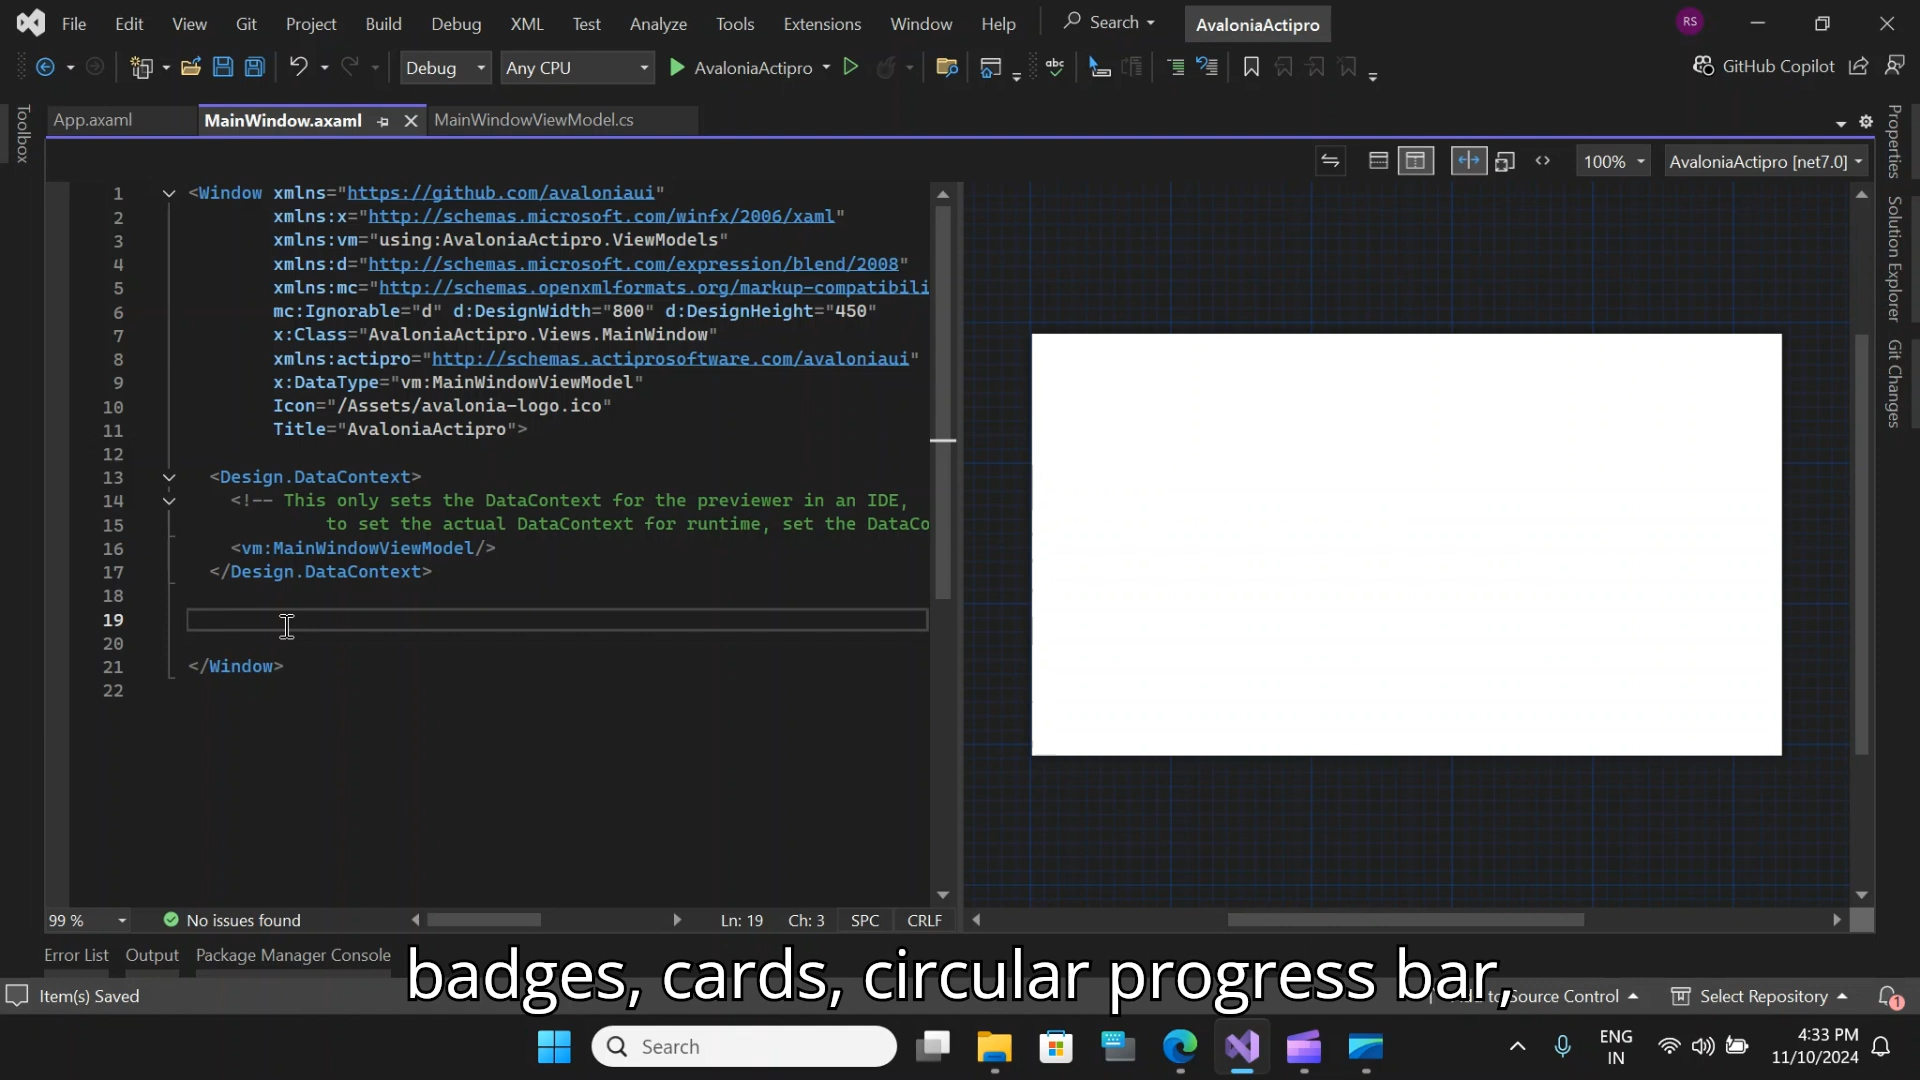 File Edit View Git Project Build Debug XML Test Analyze Tools Extensions Window Help Search AvaloniaActipro RS
Debug Any CPU AvaloniaActipro GitHub Copilot
Toolbox
App.axaml MainWindow.axaml MainWindowViewModel.cs
100% AvaloniaActipro [net7.0]
Properties
Solution Explorer
Git Changes
1 <Window xmlns="https://github.com/avaloniaui"
2 xmlns:x="http://schemas.microsoft.com/winfx/2006/xaml"
3 xmlns:vm="using:AvaloniaActipro.ViewModels"
4 xmlns:d="http://schemas.microsoft.com/expression/blend/2008"
5 xmlns:mc="http://schemas.openxmlformats.org/markup-compatibili
6 mc:Ignorable="d" d:DesignWidth="800" d:DesignHeight="450"
7 x:Class="AvaloniaActipro.Views.MainWindow"
8 xmlns:actipro="http://schemas.actiprosoftware.com/avaloniaui"
9 x:DataType="vm:MainWindowViewModel"
10 Icon="/Assets/avalonia-logo.ico"
11 Title="AvaloniaActipro">
12
13 <Design.DataContext>
14 <!-- This only sets the DataContext for the previewer in an IDE,
15 to set the actual DataContext for runtime, set the DataCo
16 <vm:MainWindowViewModel/>
17 </Design.DataContext>
18
19
20
21 </Window>
22
99 % No issues found Ln: 19 Ch: 3 SPC CRLF
Error List Output Package Manager Console
badges, cards, circular progress bar,
Item(s) Saved Source Control Select Repository 1
Search ENG IN 4:33 PM 11/10/2024